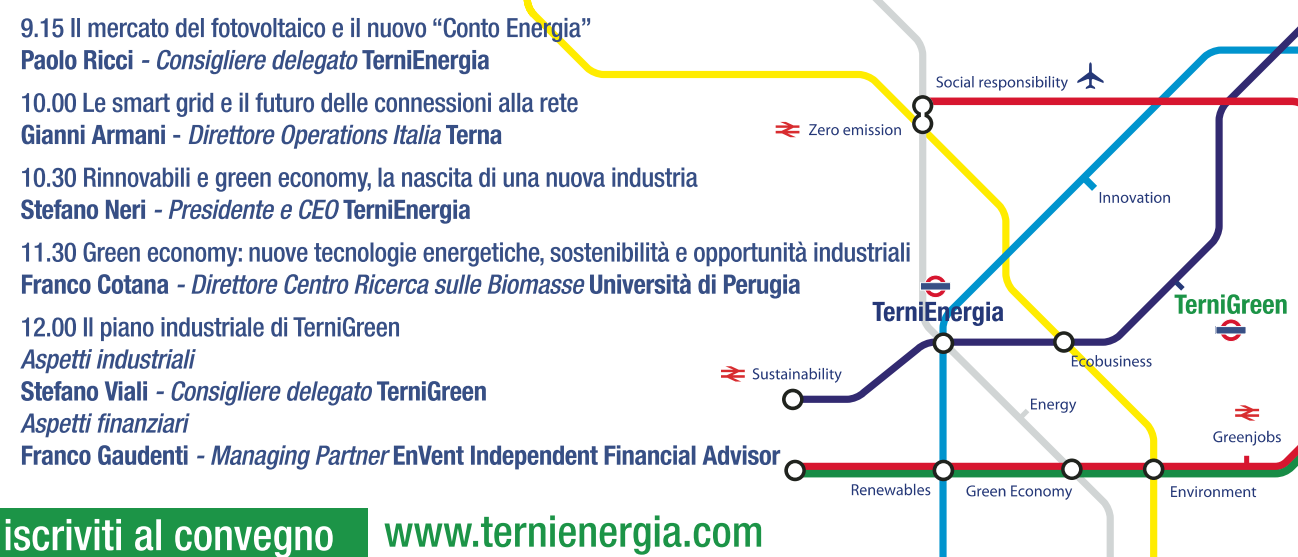 9.15 Il mercato del fotovoltaico e il nuovo “Conto Energia”
Paolo Ricci - Consigliere delegato TerniEnergia
10.00 Le smart grid e il futuro delle connessioni alla rete
Gianni Armani - Direttore Operations Italia Terna
10.30 Rinnovabili e green economy, la nascita di una nuova industria
Stefano Neri - Presidente e CEO TerniEnergia
11.30 Green economy: nuove tecnologie energetiche, sostenibilità e opportunità industriali
Franco Cotana - Direttore Centro Ricerca sulle Biomasse Università di Perugia
12.00 Il piano industriale di TerniGreen
Aspetti industriali
Stefano Viali - Consigliere delegato TerniGreen
Aspetti finanziari
Franco Gaudenti - Managing Partner EnVent Independent Financial Advisor
iscriviti al convegno www.ternienergia.com
Social responsibility
Zero emission
Innovation
TerniEnergia
TerniGreen
Ecobusiness
Sustainability
Energy
Greenjobs
Renewables
Green Economy
Environment